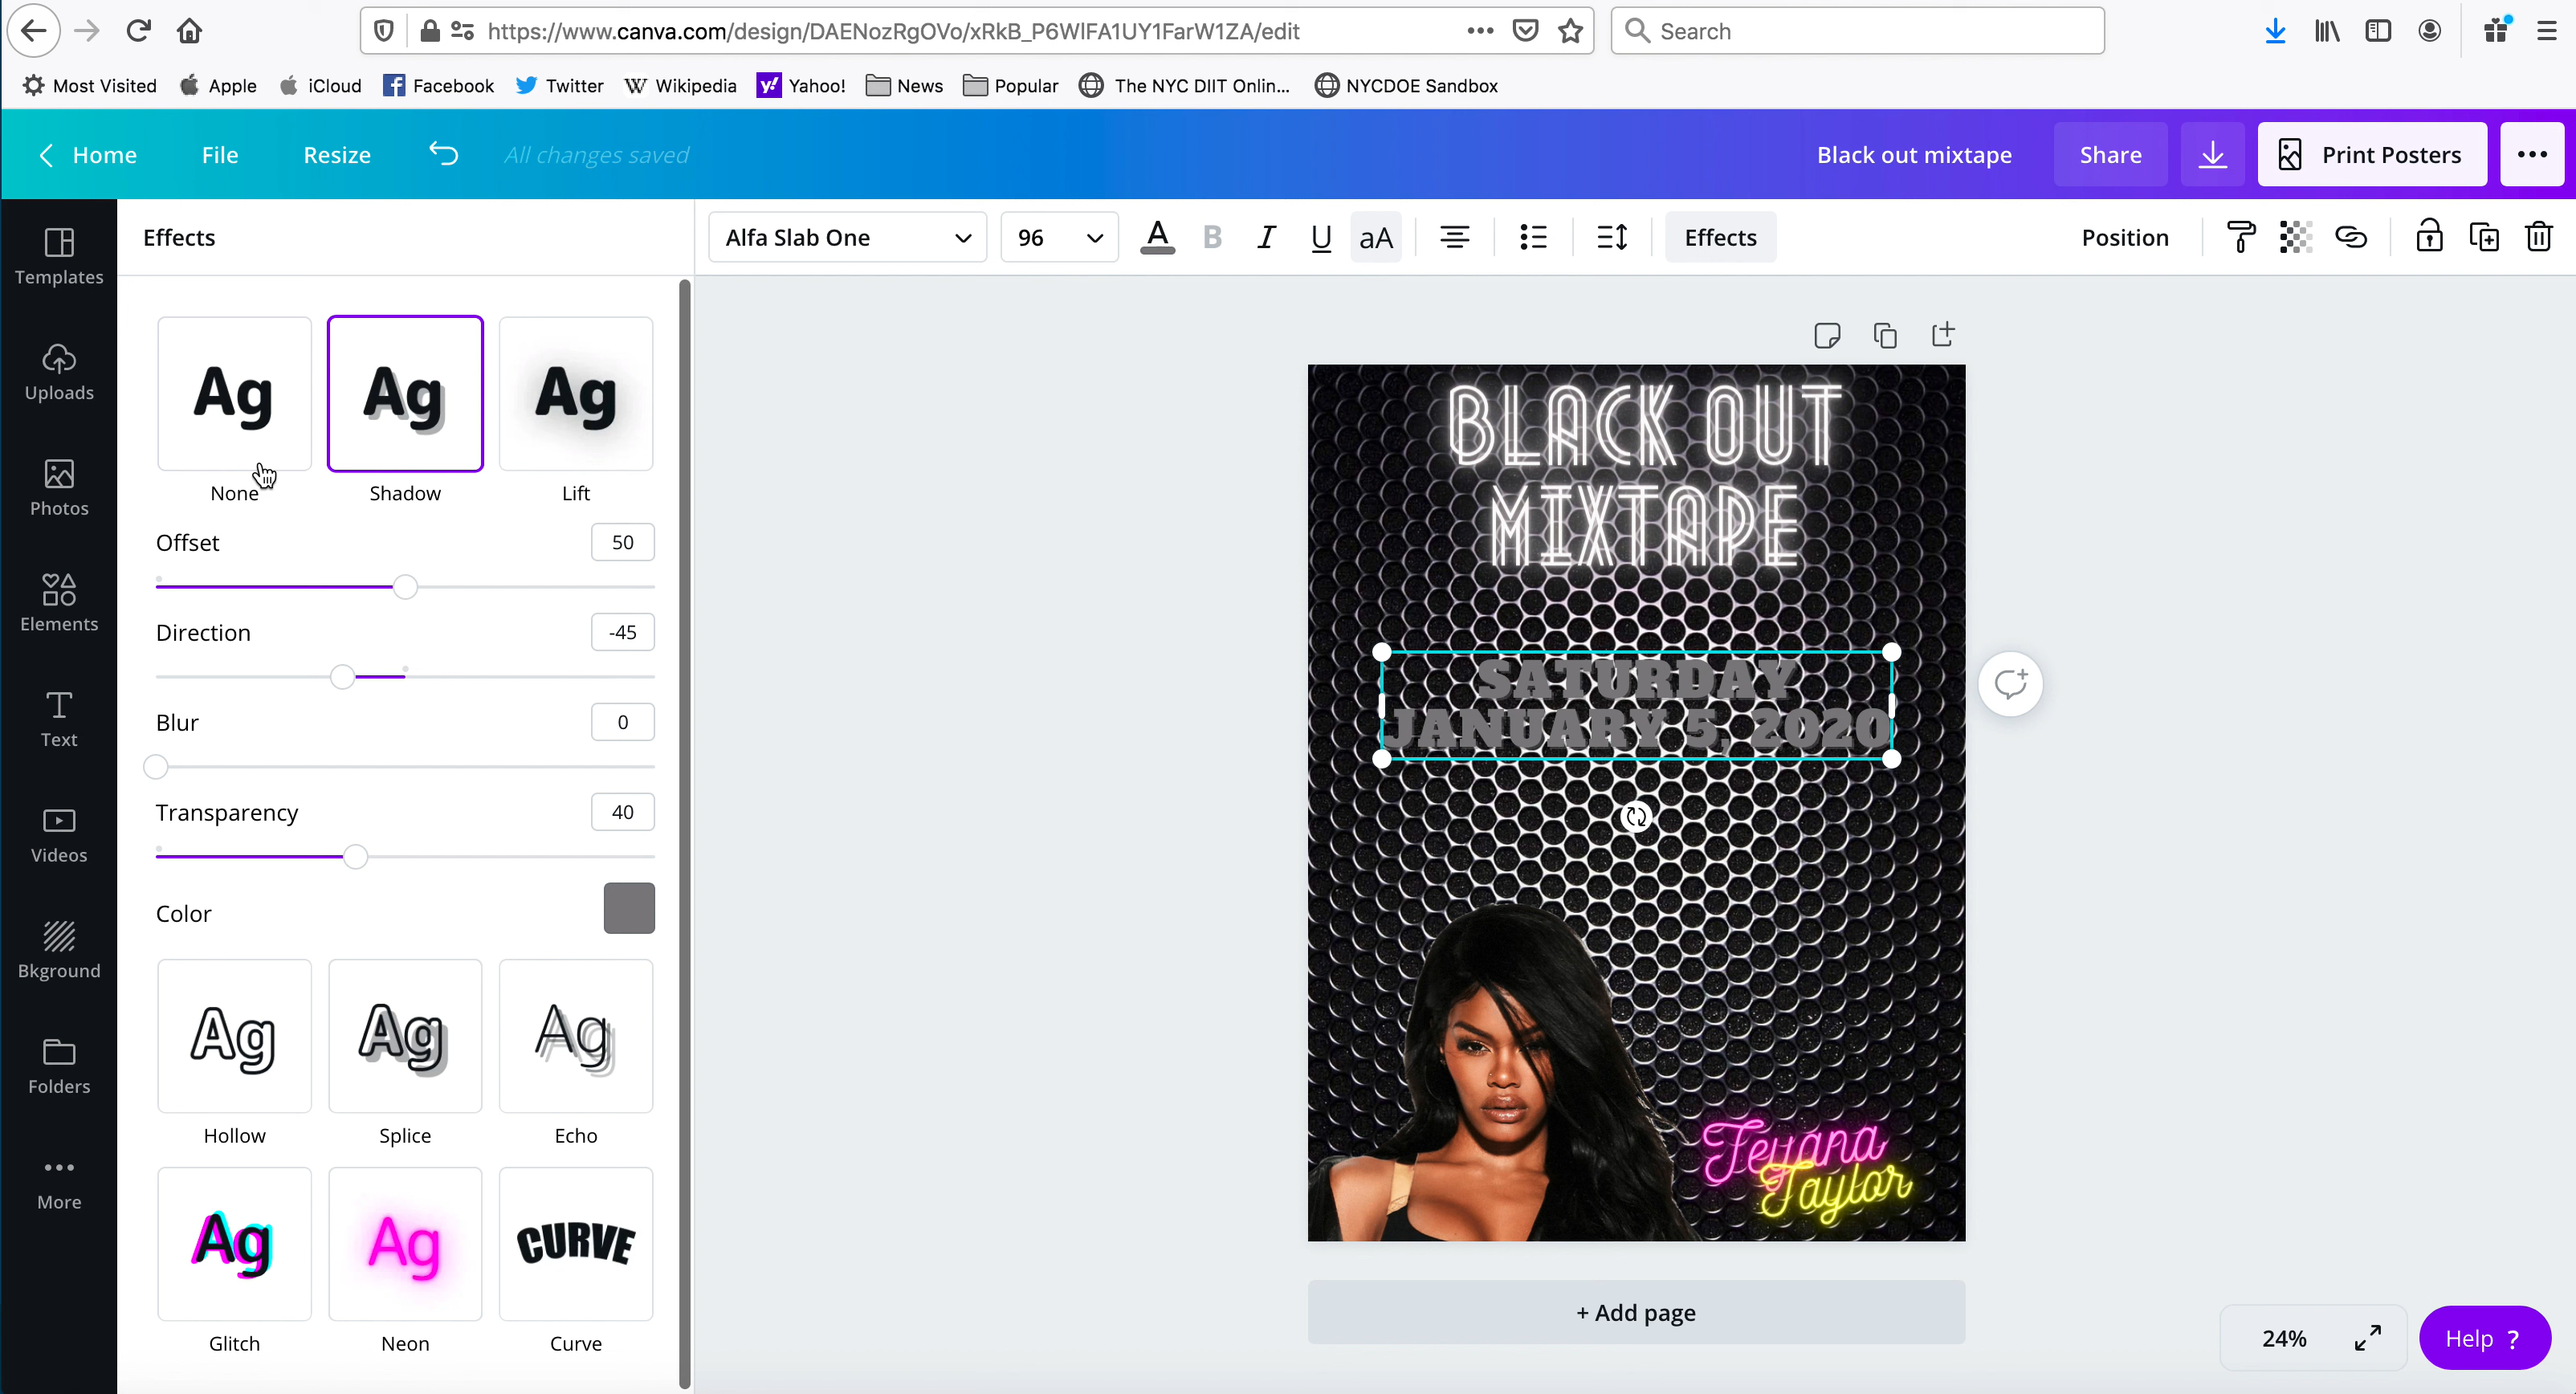 https://www.canva.com/design/DAENozRgOVo/xRkB_P6WlFA1UY1FarW1ZA/edit
Search
Most Visited
Apple
iCloud
Facebook
Twitter
W Wikipedia
y! Yahoo!
News
Popular
The NYC DIIT Onlin...
NYCDOE Sandbox
Home
File
Resize
All changes saved
Black out mixtape
Share
Print Posters
Effects
Alfa Slab One
96
A
B
I
U
aA
Effects
Position
Templates
Uploads
Photos
Elements
Text
Videos
Bkground
Folders
More
Ag
Ag
Ag
None
Shadow
Lift
Offset
50
Direction
-45
Blur
0
Transparency
40
Color
Ag
Ag
Ag
Hollow
Splice
Echo
Ag
Ag
CURVE
Glitch
Neon
Curve
BLACK OUT
MIXTAPE
SATURDAY
JANUARY 5, 2020
Teyana
Taylor
+ Add page
24%
Help ?